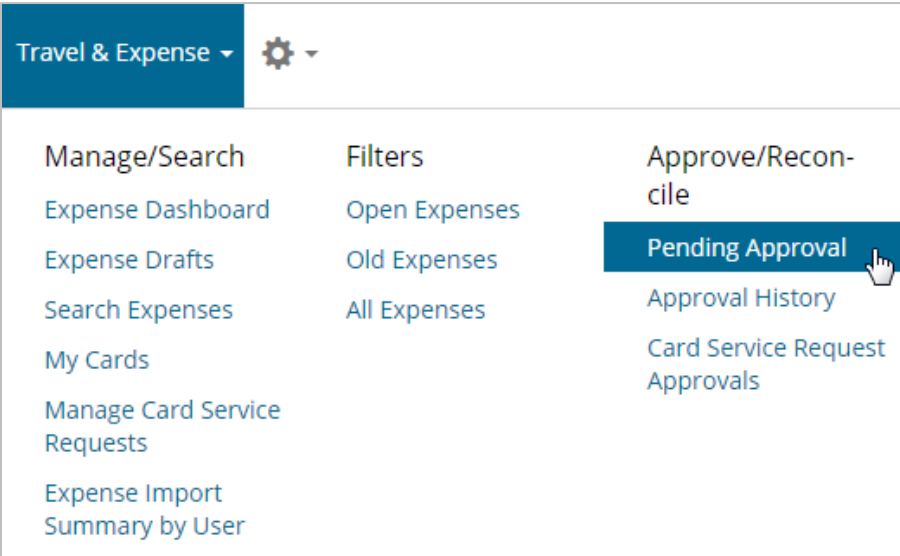 Travel & Expense
Manage/Search
Expense Dashboard
Expense Drafts
Search Expenses
My Cards
Manage Card Service
Requests
Expense Import
Summary by User
Filters
Open Expenses
Old Expenses
All Expenses
Approve/Recon-
cile
Pending Approval
Approval History
Card Service Request
Approvals